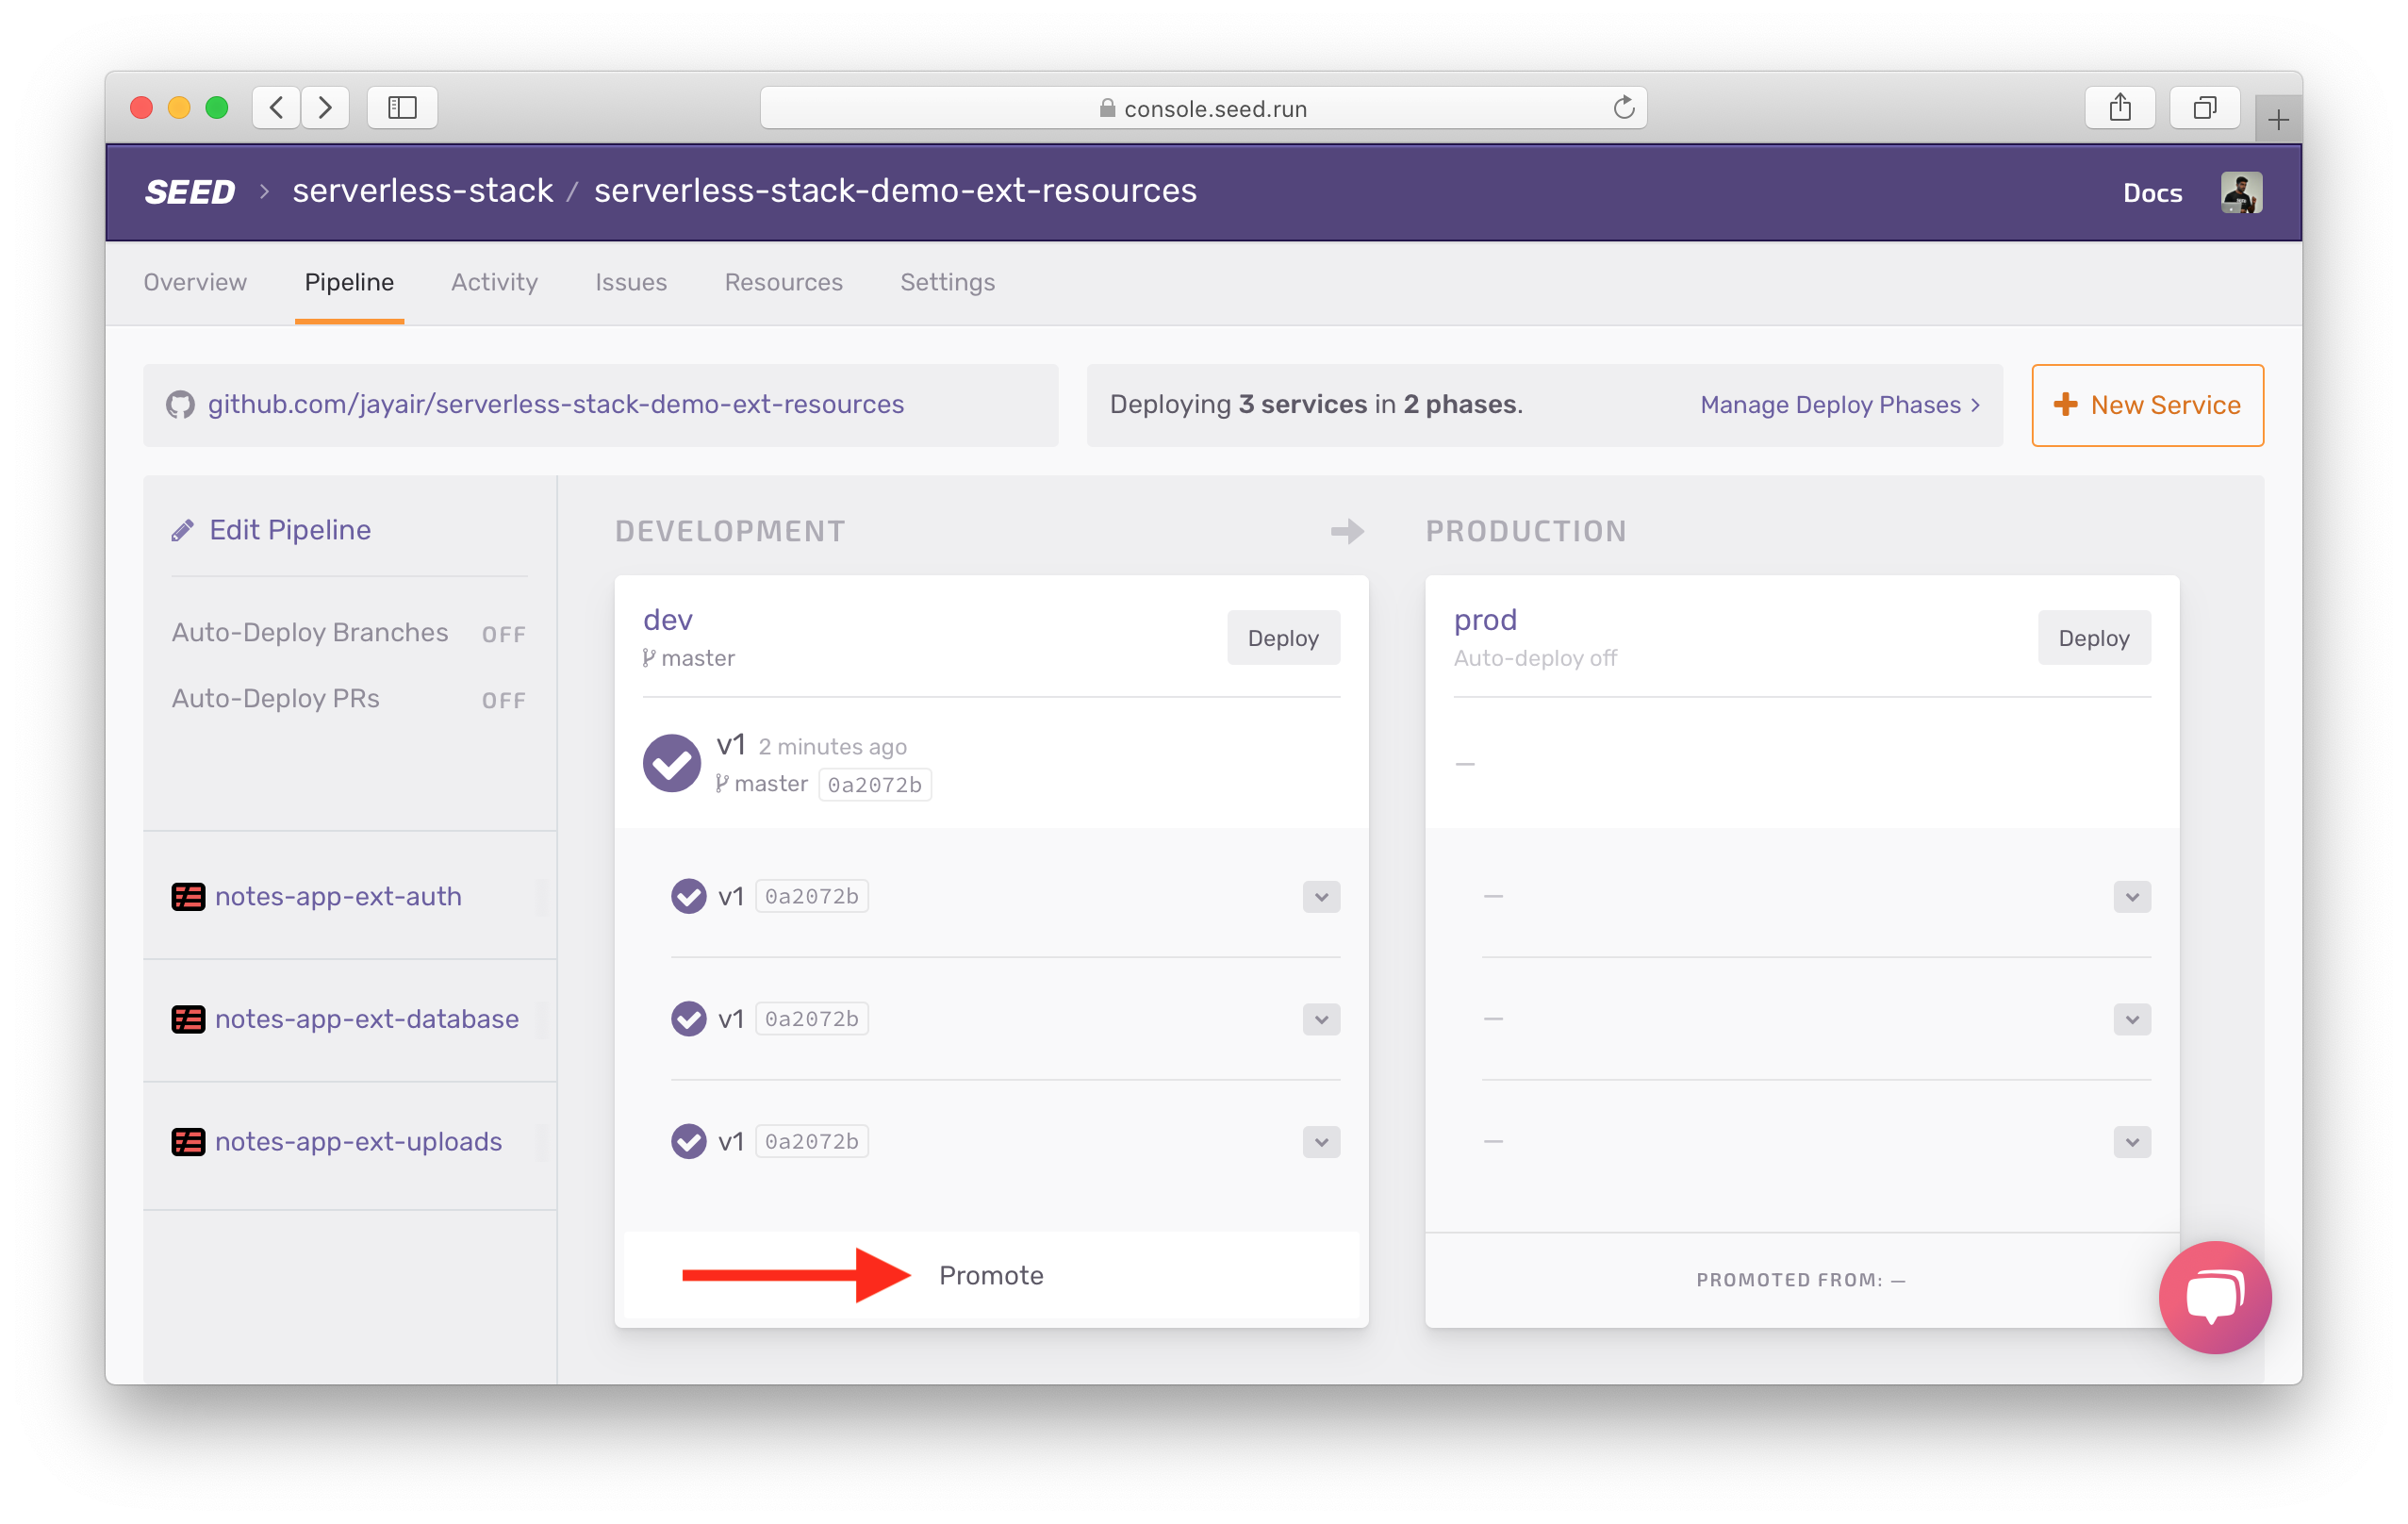 console.seed.run
SEED > serverless-stack / serverless-stack-demo-ext-resources
Docs
Overview Pipeline Activity Issues Resources Settings
github.com/jayair/serverless-stack-demo-ext-resources
Deploying 3 services in 2 phases.
Manage Deploy Phases >
+ New Service
Edit Pipeline
Auto-Deploy Branches OFF
Auto-Deploy PRs OFF
notes-app-ext-auth
notes-app-ext-database
notes-app-ext-uploads
DEVELOPMENT
dev
master
Deploy
v1 2 minutes ago
master 0a2072b
v1 0a2072b
v1 0a2072b
v1 0a2072b
Promote
PRODUCTION
prod
Auto-deploy off
Deploy
—
—
—
—
PROMOTED FROM: —